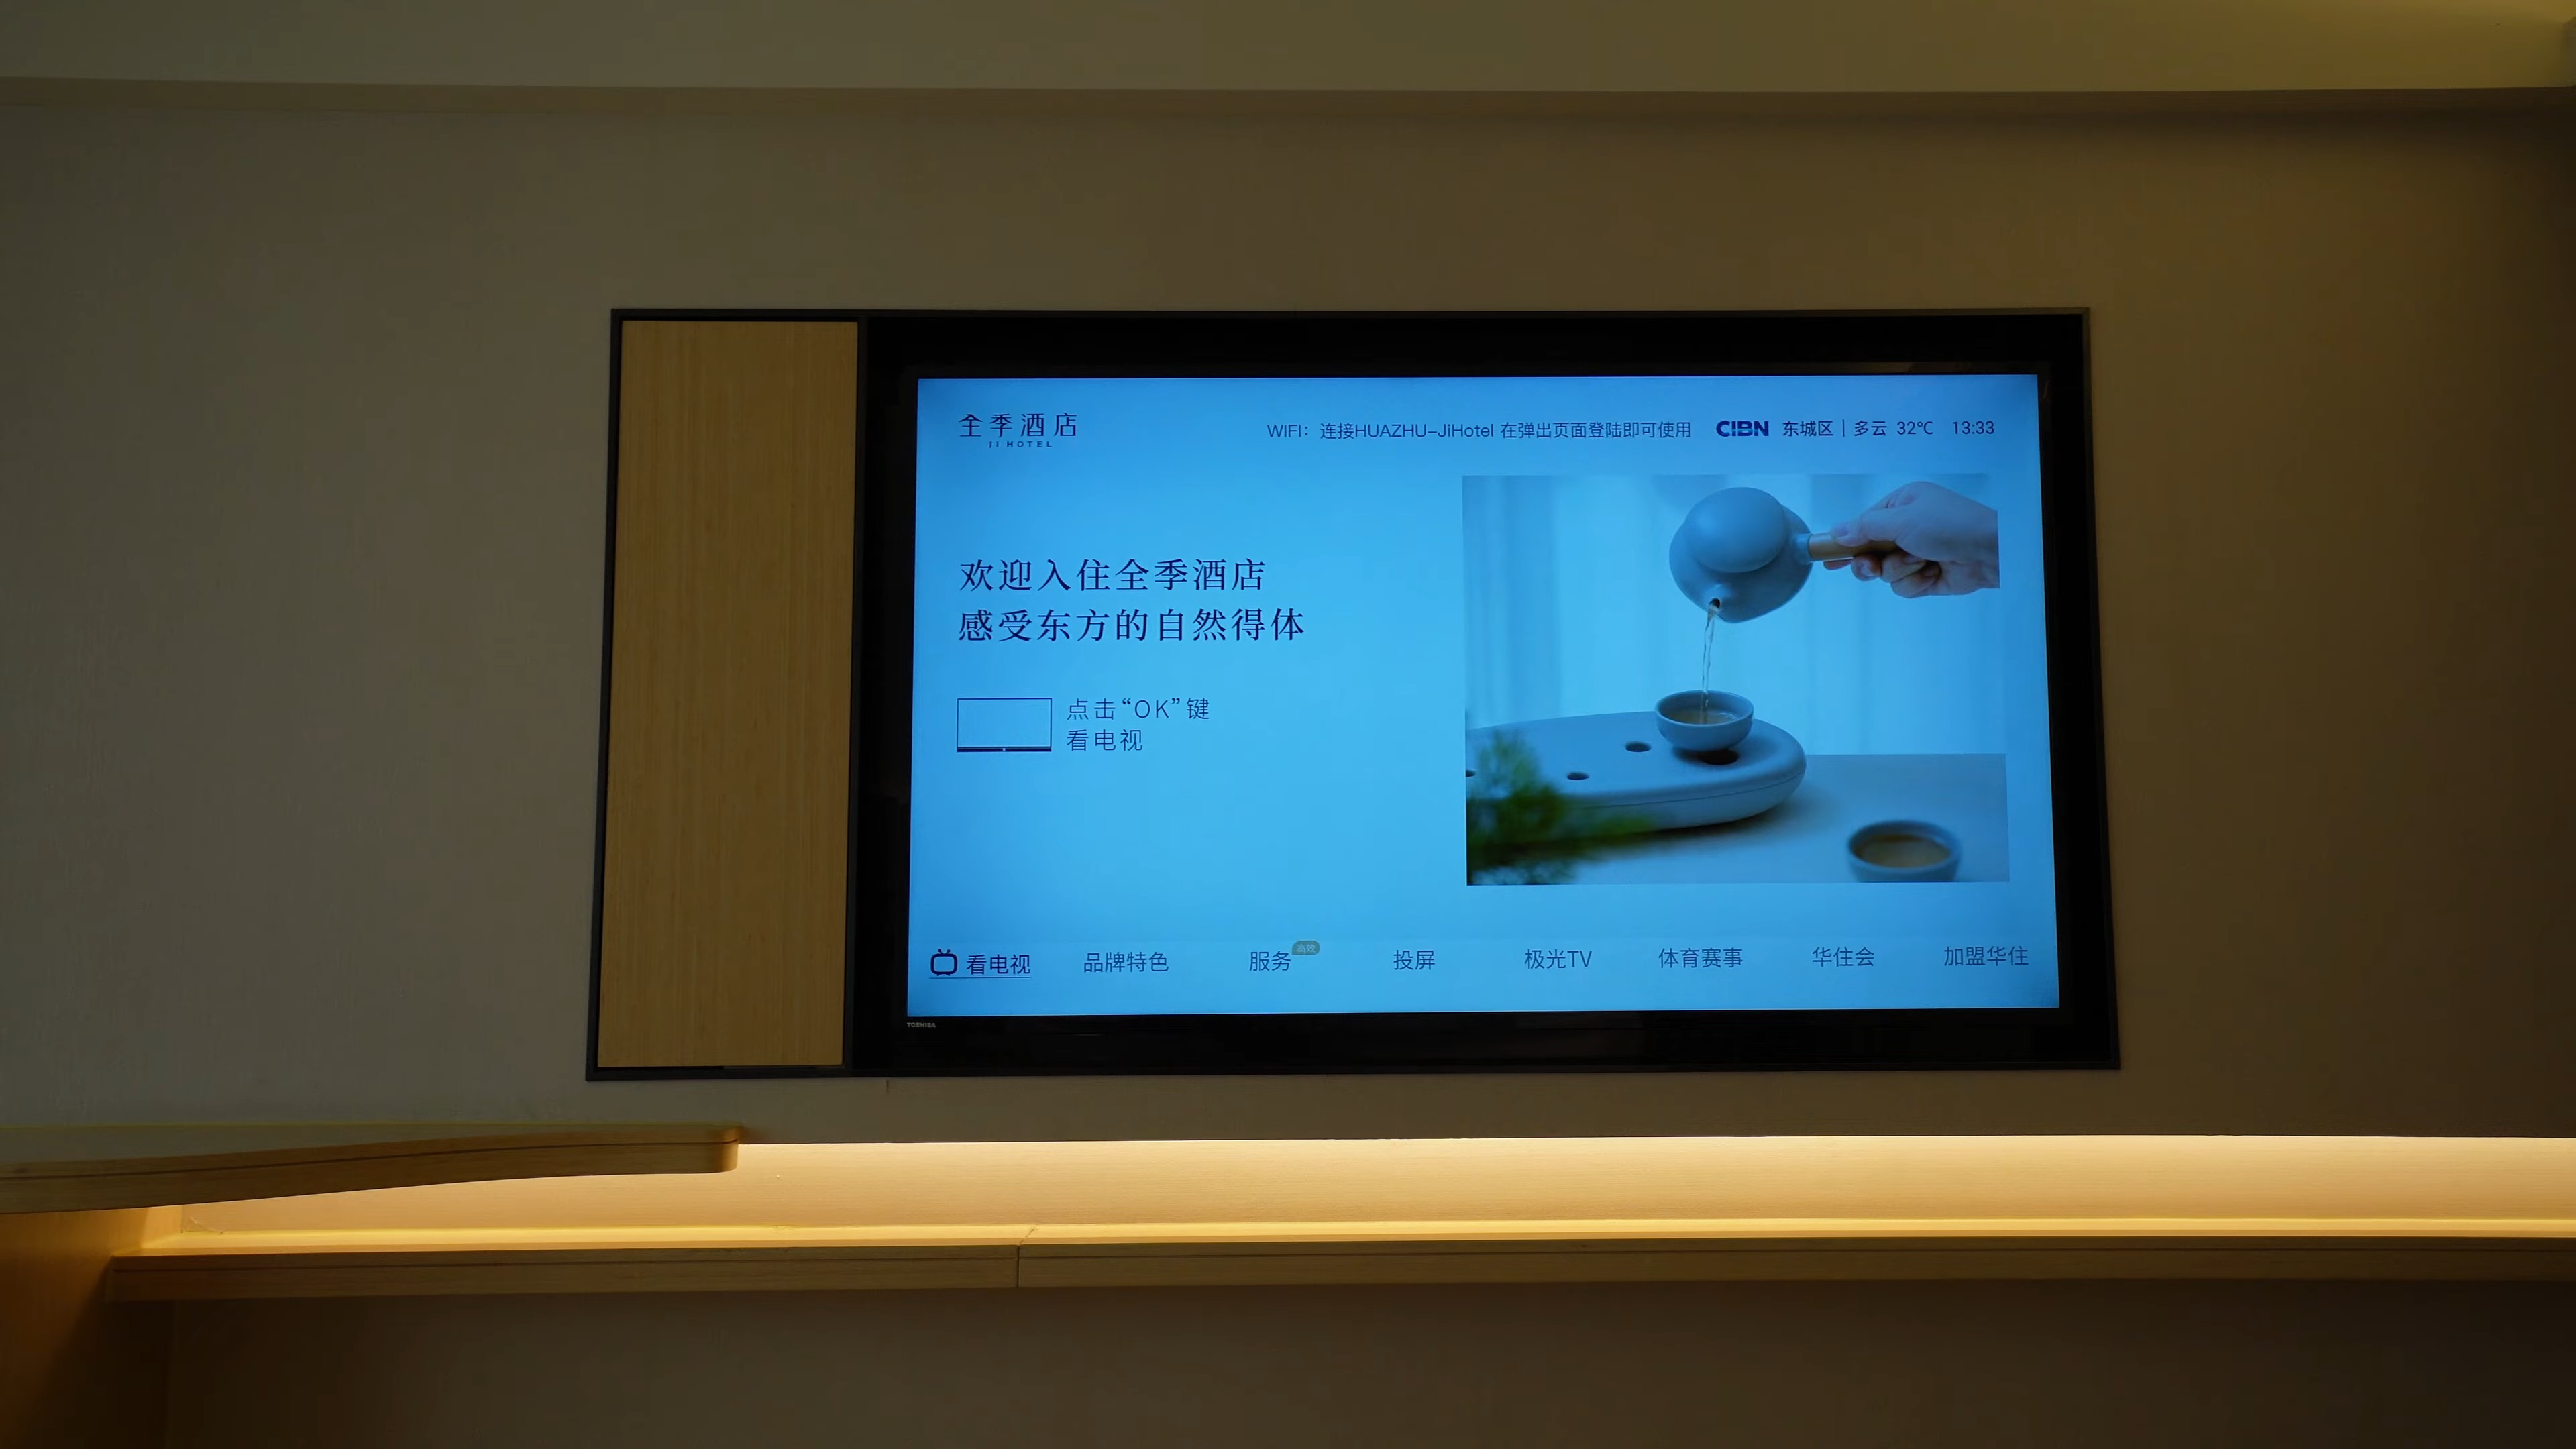 全季酒店
JI HOTEL
WIFI：连接HUAZHU-JiHotel 在弹出页面登陆即可使用
CIBN 东城区｜多云 32℃ 13:33
欢迎入住全季酒店
感受东方的自然得体
点击“OK”键
看电视
看电视 品牌特色 服务 高效 投屏 极光TV 体育赛事 华住会 加盟华住
TOSHIBA